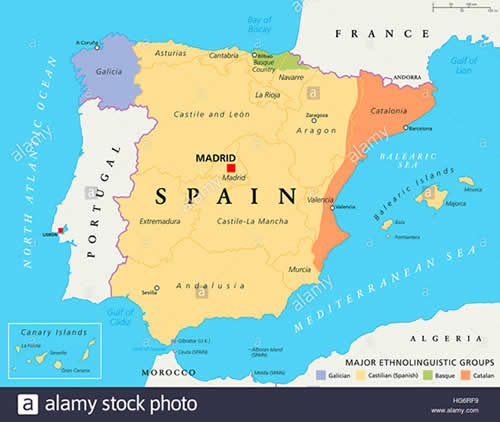 Bay of
Biscay
FRANCE
A Coruña
Asturias
Cantabria
Bilbao
Basque
Country
Navarre
ANDORRA
Gulf of
Lion
Galicia
La Rioja
Castile and León
Zaragoza
Aragon
Catalonia
Barcelona
NORTH ATLANTIC OCEAN
PORTUGAL
MADRID
Madrid
SPAIN
BALEARIC
SEA
Balearic Islands
Minorca
Majorca
Ibiza
Formentera
LISBON
Extremadura
Castile-La Mancha
Valencia
Valencia
Murcia
Sevilla
Andalusia
MEDITERRANEAN SEA
Gulf of
Cádiz
Gibraltar (U.K.)
Ceuta (SPAIN)
Alboran Island
(SPAIN)
Melilla (SPAIN)
MOROCCO
ALGERIA
Canary Islands
La Palma
Tenerife
Gran Canaria
MAJOR ETHNOLINGUISTIC GROUPS
Galician
Castilian (Spanish)
Basque
Catalan
alamy
alamy
alamy
a alamy stock photo
HG6RF9
www.alamy.com